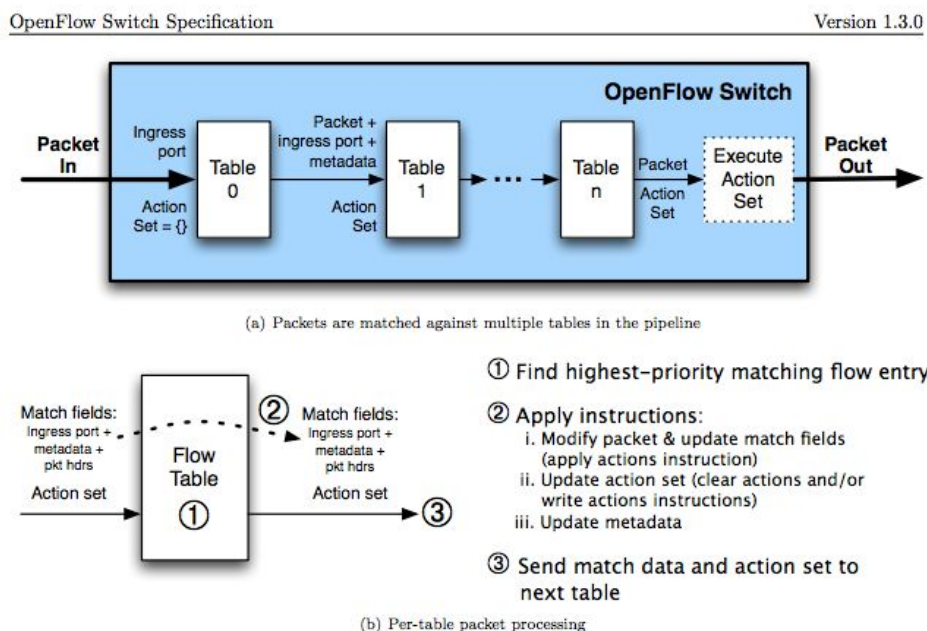 OpenFlow Switch Specification Version 1.3.0
OpenFlow Switch
Packet
In
Ingress
port
Action
Set = {}
Table
0
Packet +
ingress port +
metadata
Action
Set
Table
1
...
Table
n
Packet
Action
Set
Execute
Action
Set
Packet
Out
(a) Packets are matched against multiple tables in the pipeline
Match fields:
Ingress port +
metadata +
pkt hdrs
Action set
Flow
Table
①
②
Match fields:
Ingress port +
metadata +
pkt hdrs
Action set
③
① Find highest-priority matching flow entry
② Apply instructions:
i. Modify packet & update match fields
(apply actions instruction)
ii. Update action set (clear actions and/or
write actions instructions)
iii. Update metadata
③ Send match data and action set to
next table
(b) Per-table packet processing